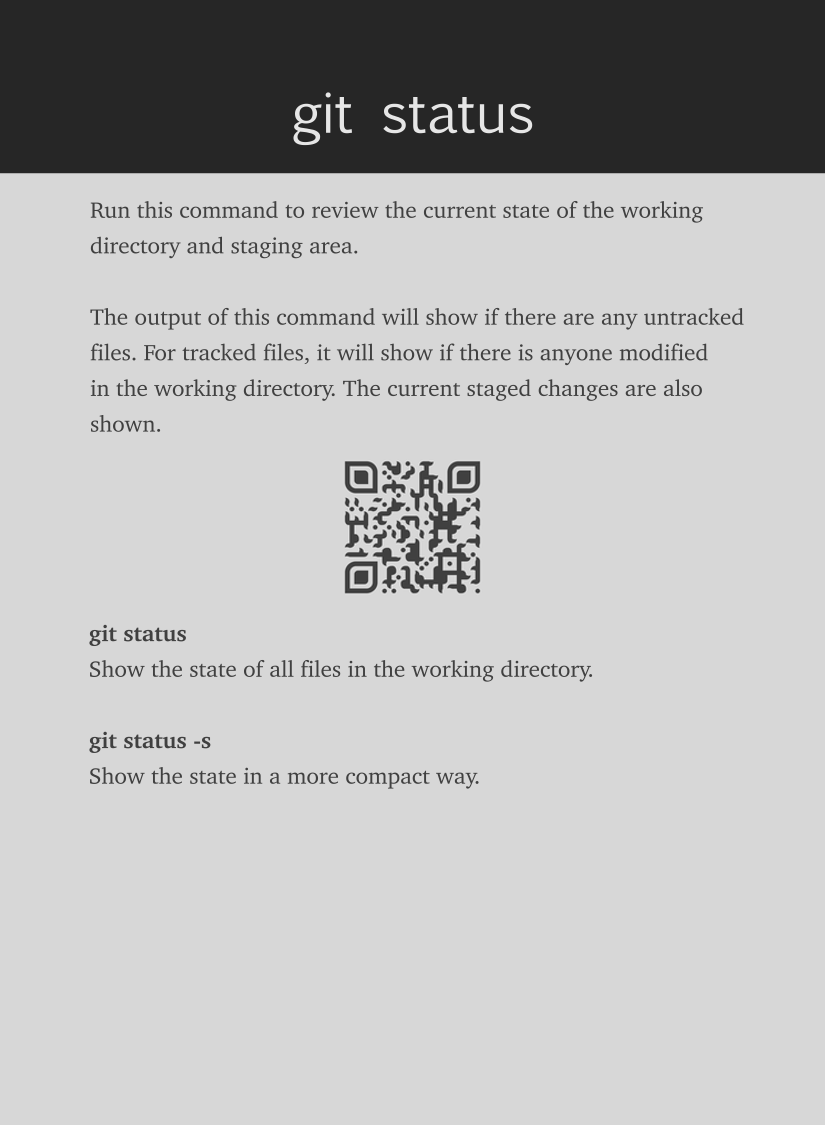 git status
Run this command to review the current state of the working
directory and staging area.
The output of this command will show if there are any untracked
files. For tracked files, it will show if there is anyone modified
in the working directory. The current staged changes are also
shown.
git status
Show the state of all files in the working directory.
git status -s
Show the state in a more compact way.